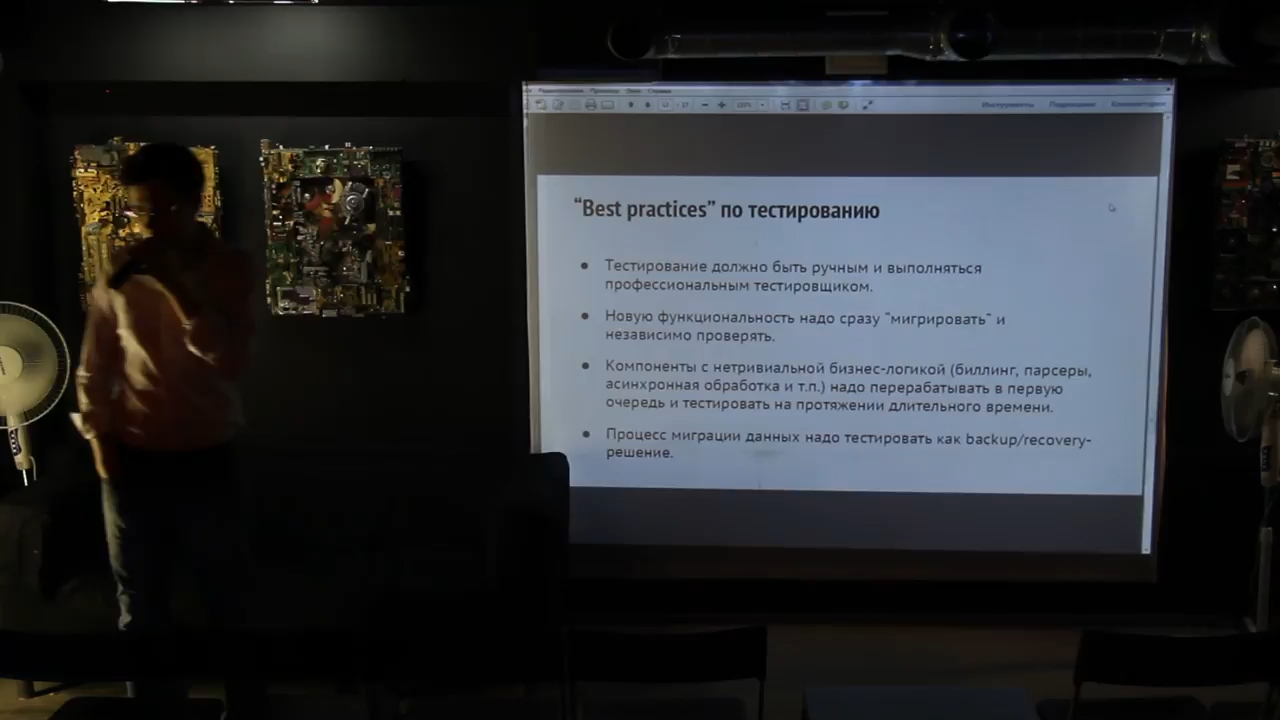 Инструменты
“Best practices” по тестированию
Тестирование должно быть ручным и выполняться
профессиональным тестировщиком.
Новую функциональность надо сразу “мигрировать” и
независимо проверять.
Компоненты с нетривиальной бизнес-логикой (биллинг, парсеры,
асинхронная обработка и т.п.) надо перерабатывать в первую
очередь и тестировать на протяжении длительного времени.
Процесс миграции данных надо тестировать как backup/recovery-
решение.